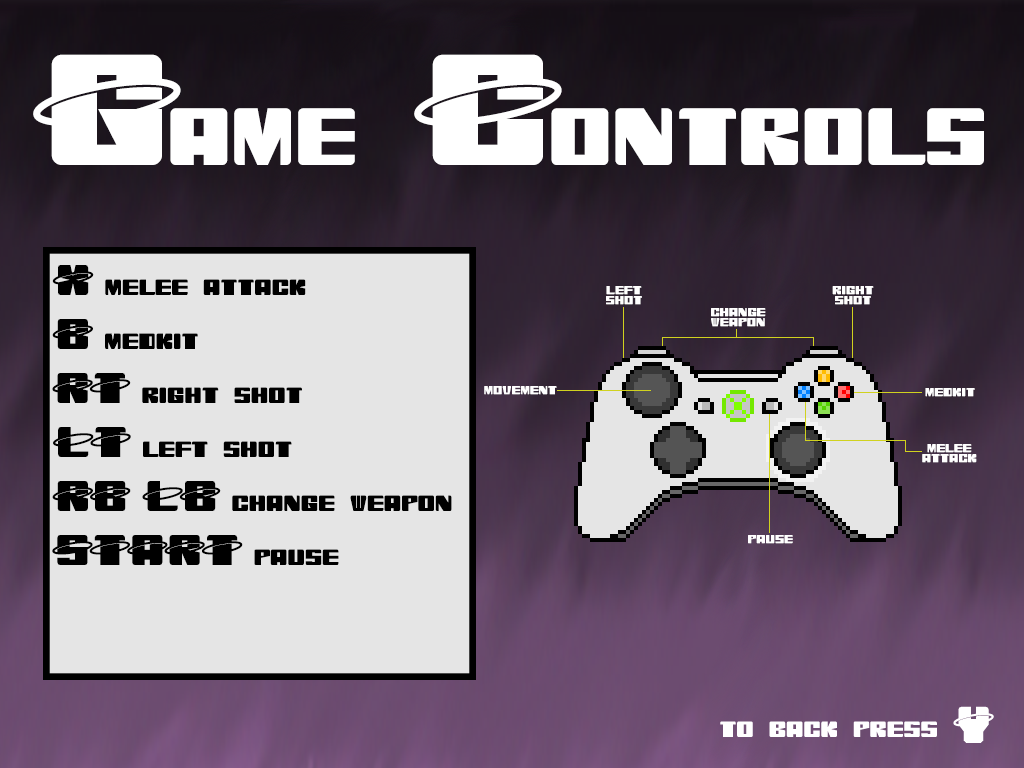 GAME CONTROLS
X MELEE ATTACK
B MEDKIT
RT RIGHT SHOT
LT LEFT SHOT
RB LB CHANGE WEAPON
START PAUSE
LEFT
SHOT
RIGHT
SHOT
CHANGE
WEAPON
MOVEMENT
MEDKIT
MELEE
ATTACK
PAUSE
TO BACK PRESS Y